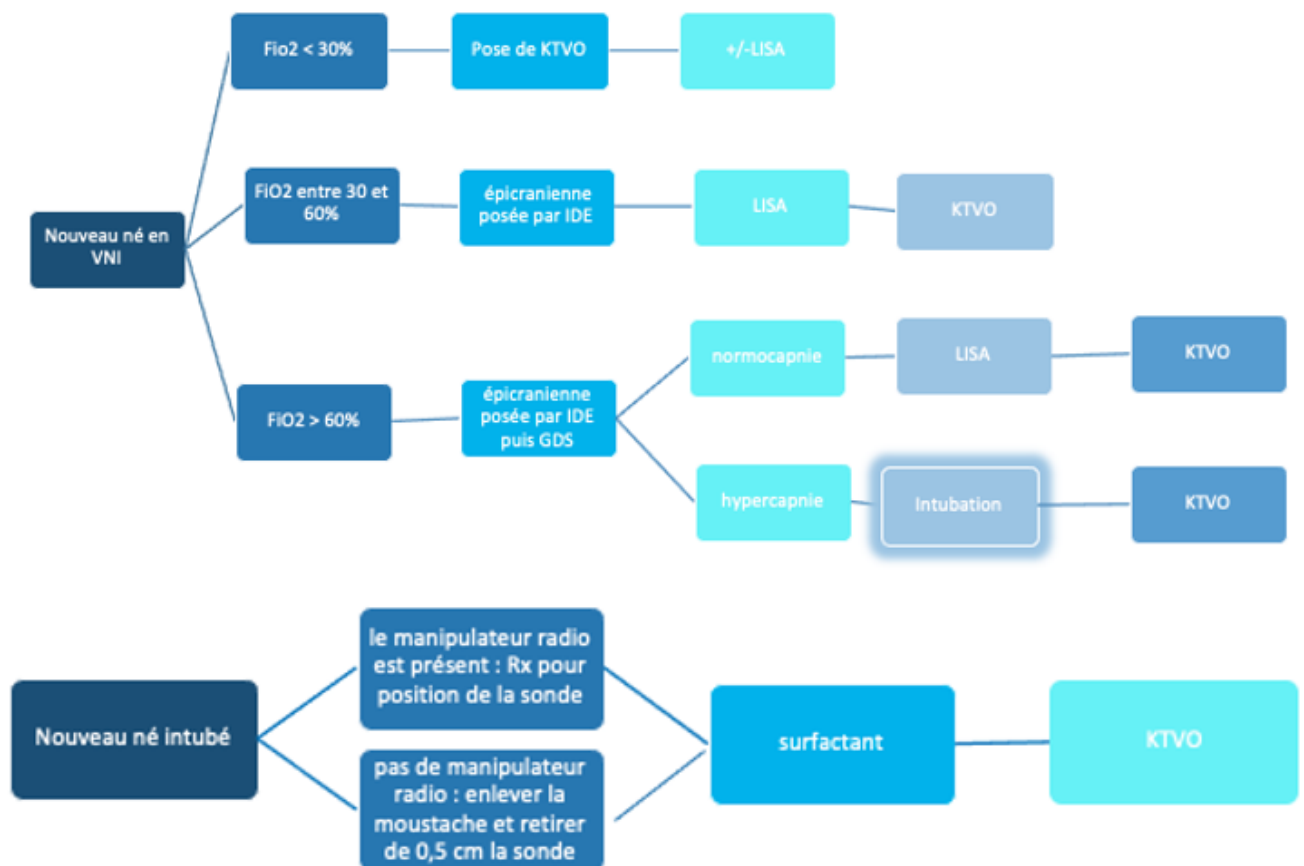 Fio2 < 30%
Pose de KTVO
+/-LISA
FiO2 entre 30 et
60%
épicranienne
posée par IDE
LISA
KTVO
Nouveau né en
VNI
FiO2 > 60%
épicranienne
posée par IDE
puis GDS
normocapnie
LISA
KTVO
hypercapnie
Intubation
KTVO
Nouveau né intubé
le manipulateur radio
est présent : Rx pour
position de la sonde
pas de manipulateur
radio : enlever la
moustache et retirer
de 0,5 cm la sonde
surfactant
KTVO